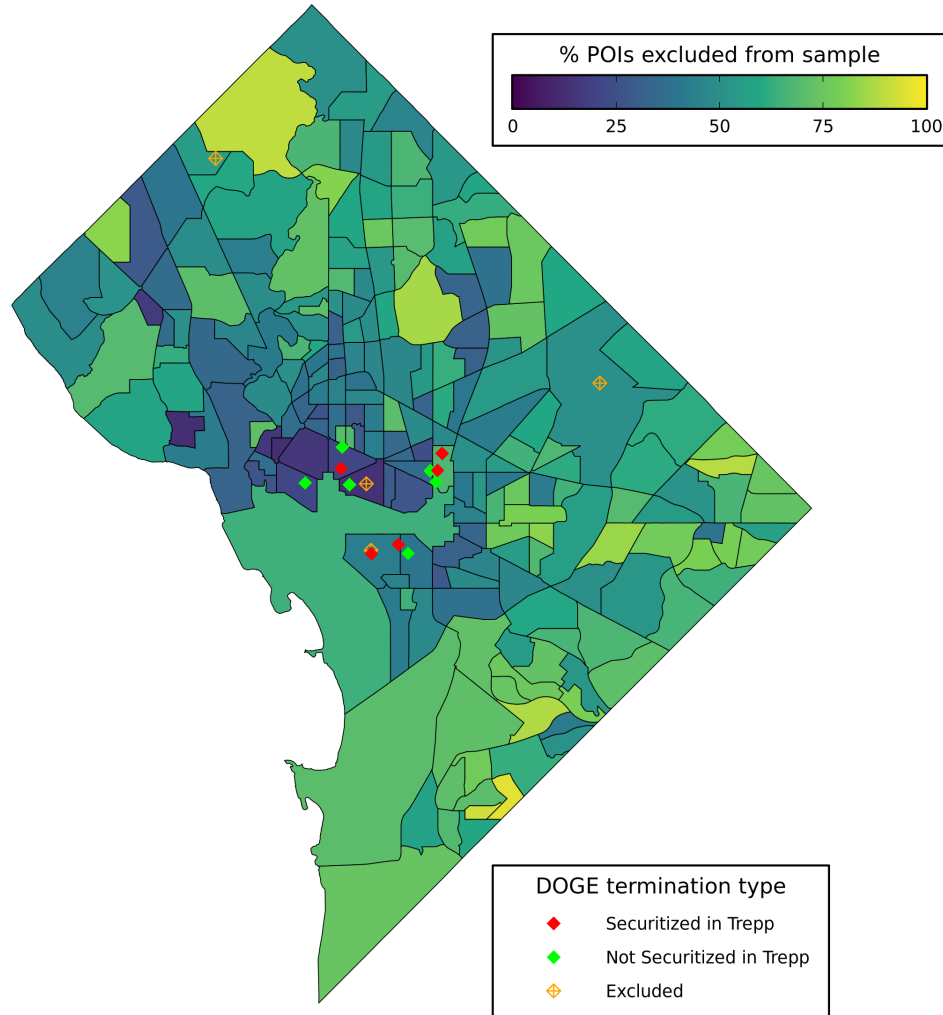 % POIs excluded from sample
0 25 50 75 100
DOGE termination type
Securitized in Trepp
Not Securitized in Trepp
Excluded